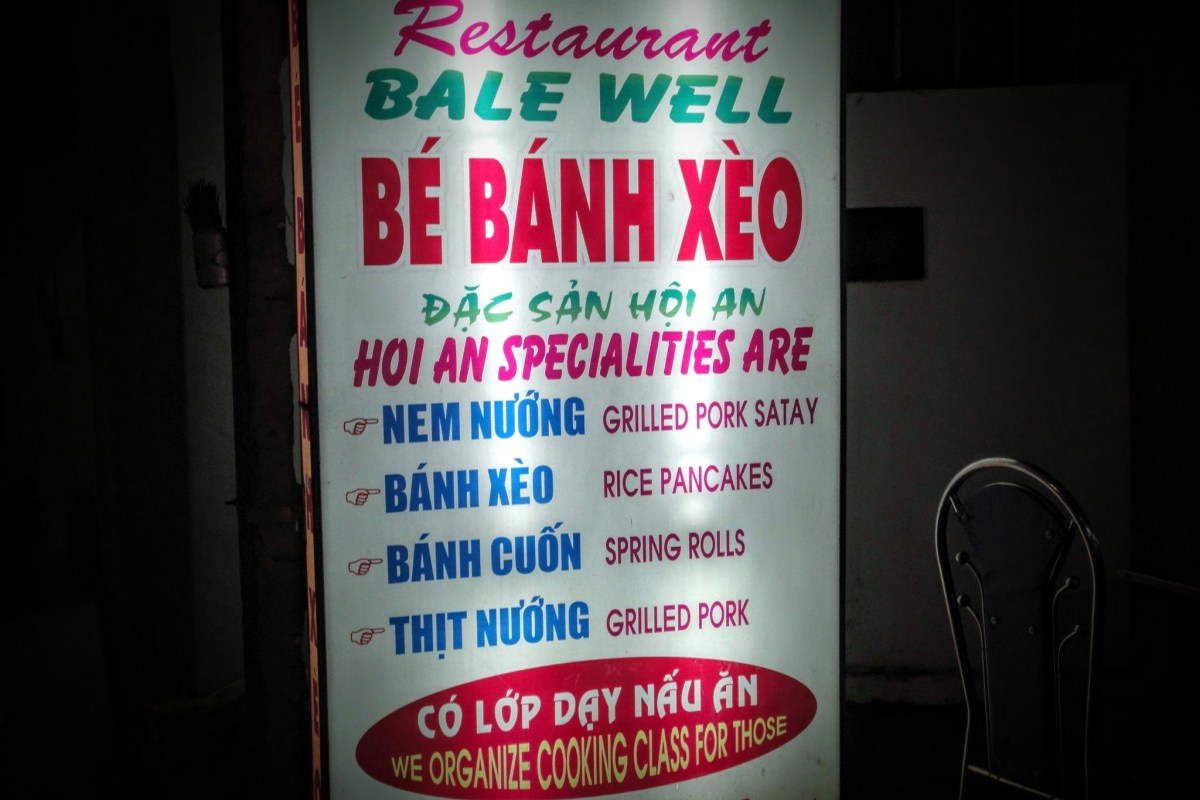 Restaurant
BALE WELL
BÉ BÁNH XÈO
ĐẶC SẢN HỘI AN
HOI AN SPECIALITIES ARE
NEM NƯỚNG GRILLED PORK SATAY
BÁNH XÈO RICE PANCAKES
BÁNH CUỐN SPRING ROLLS
THỊT NƯỚNG GRILLED PORK
CÓ LỚP DẠY NẤU ĂN
WE ORGANIZE COOKING CLASS FOR THOSE